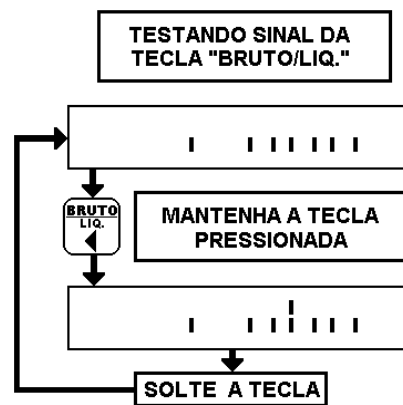 TESTANDO SINAL DA
TECLA "BRUTO/LIQ."
BRUTO
LIQ.
MANTENHA A TECLA
PRESSIONADA
SOLTE A TECLA